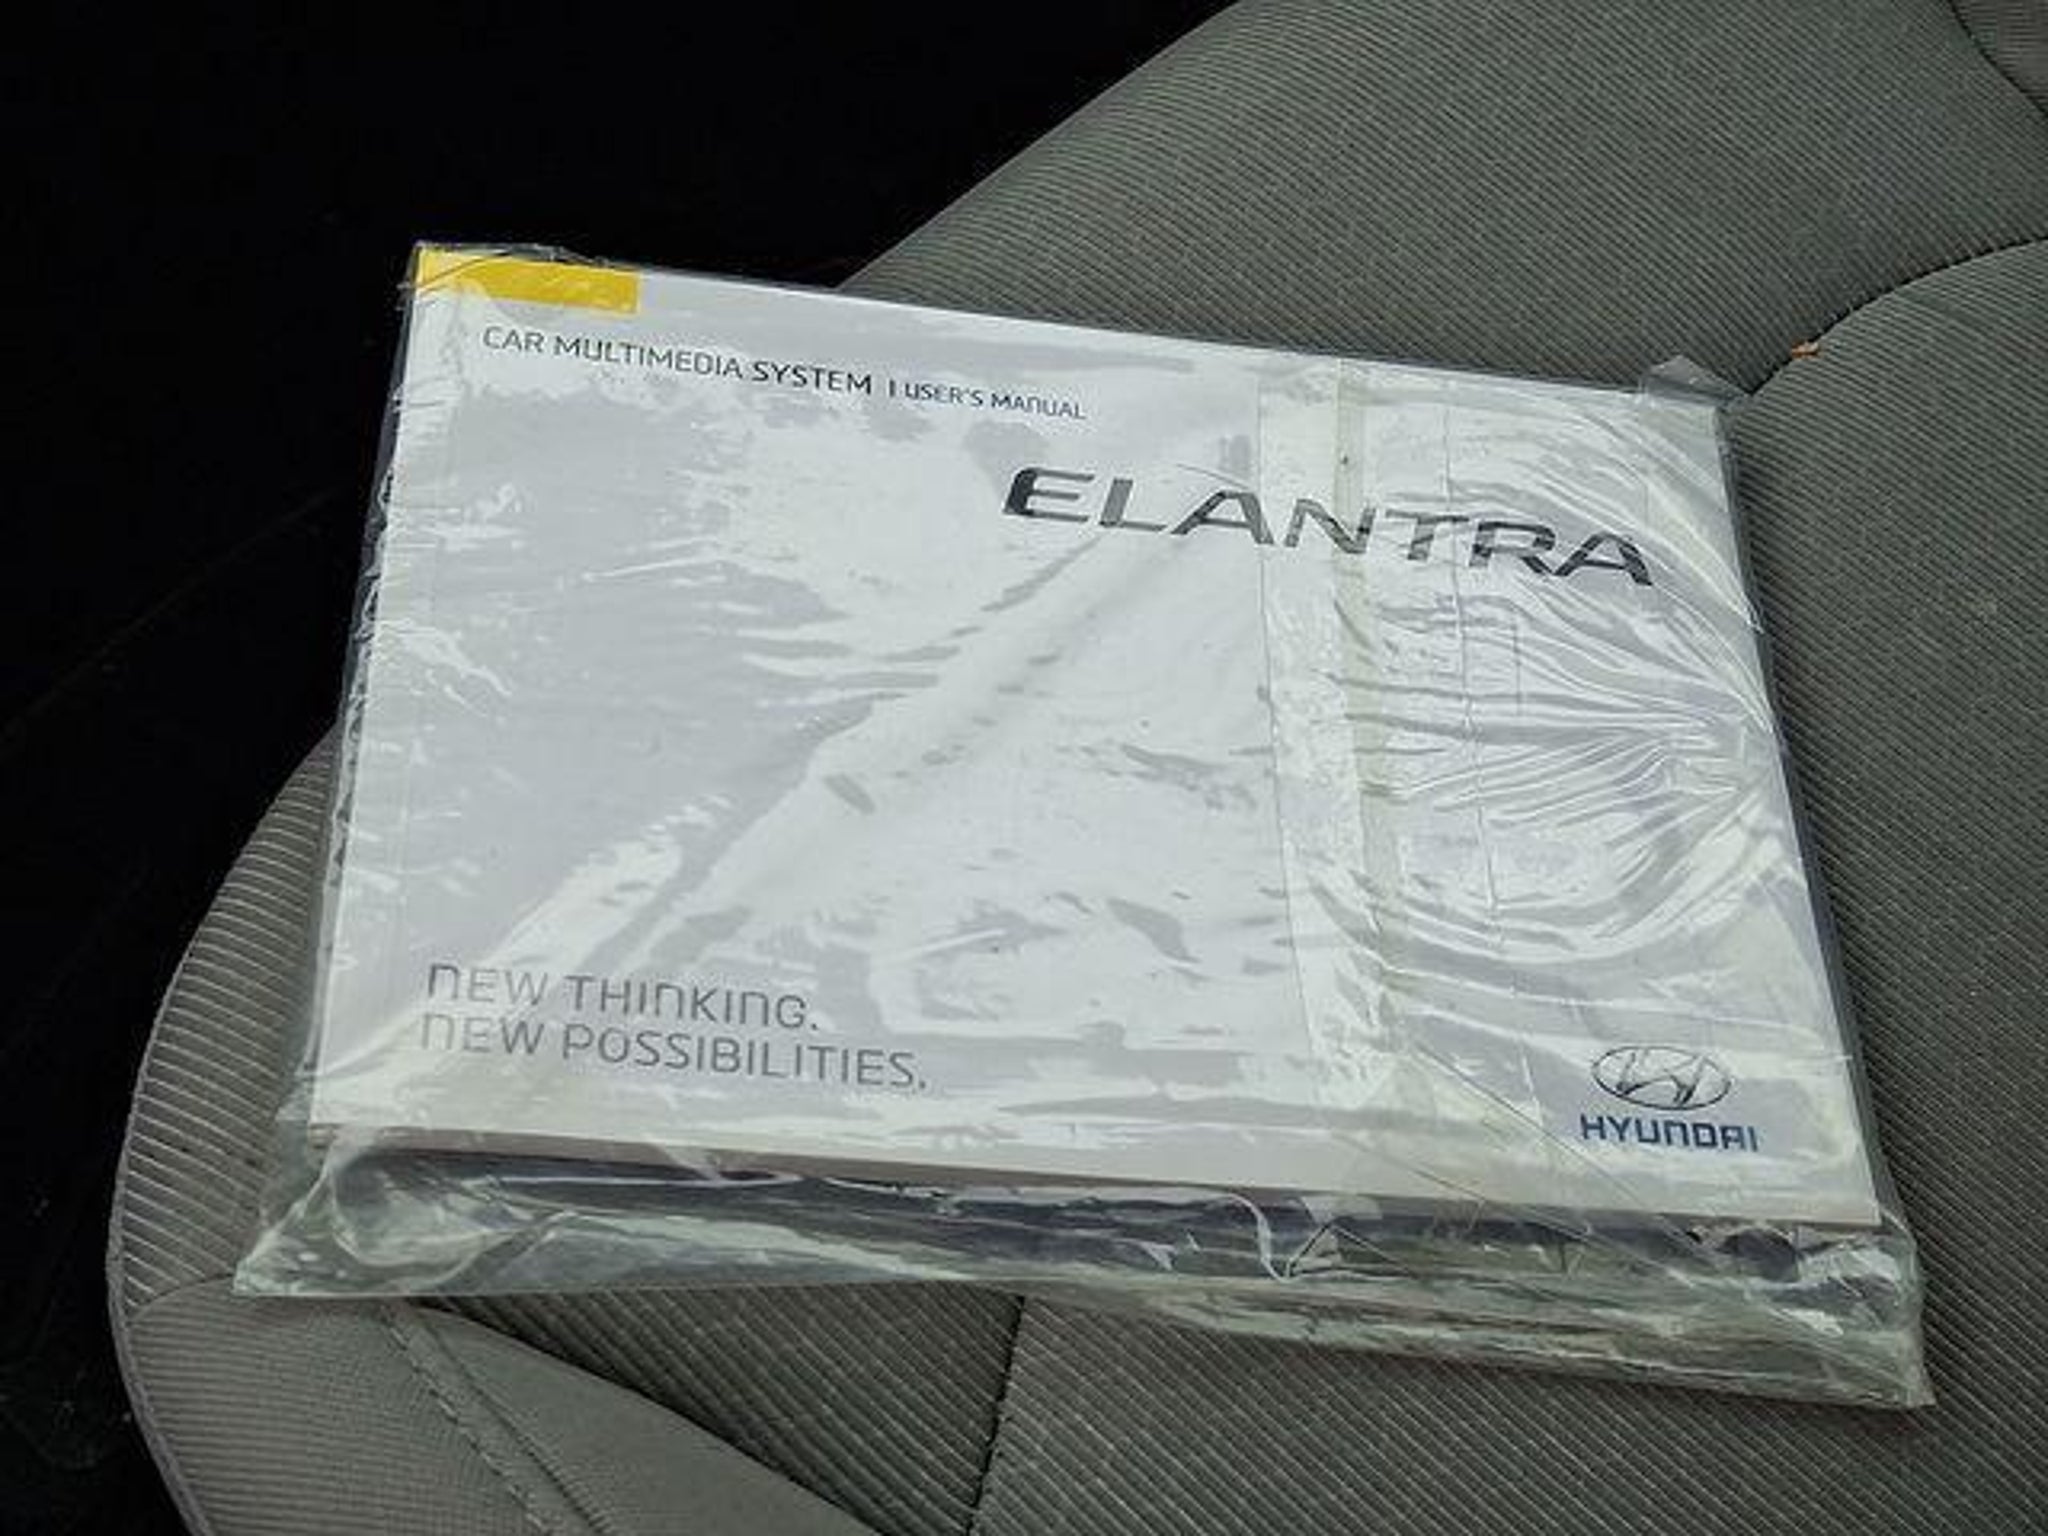 CAR MULTIMEDIA SYSTEM | USER'S MANUAL
ELANTRA
NEW THINKING.
NEW POSSIBILITIES.
HYUNDAI